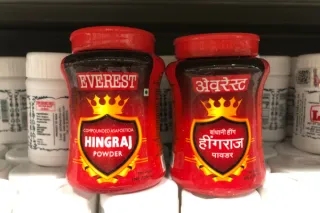 EVEREST
COMPOUNDED ASAFOETIDA
HINGRAJ
POWDER
एवरेस्ट
बंधानी हींग
हींगराज
पावडर